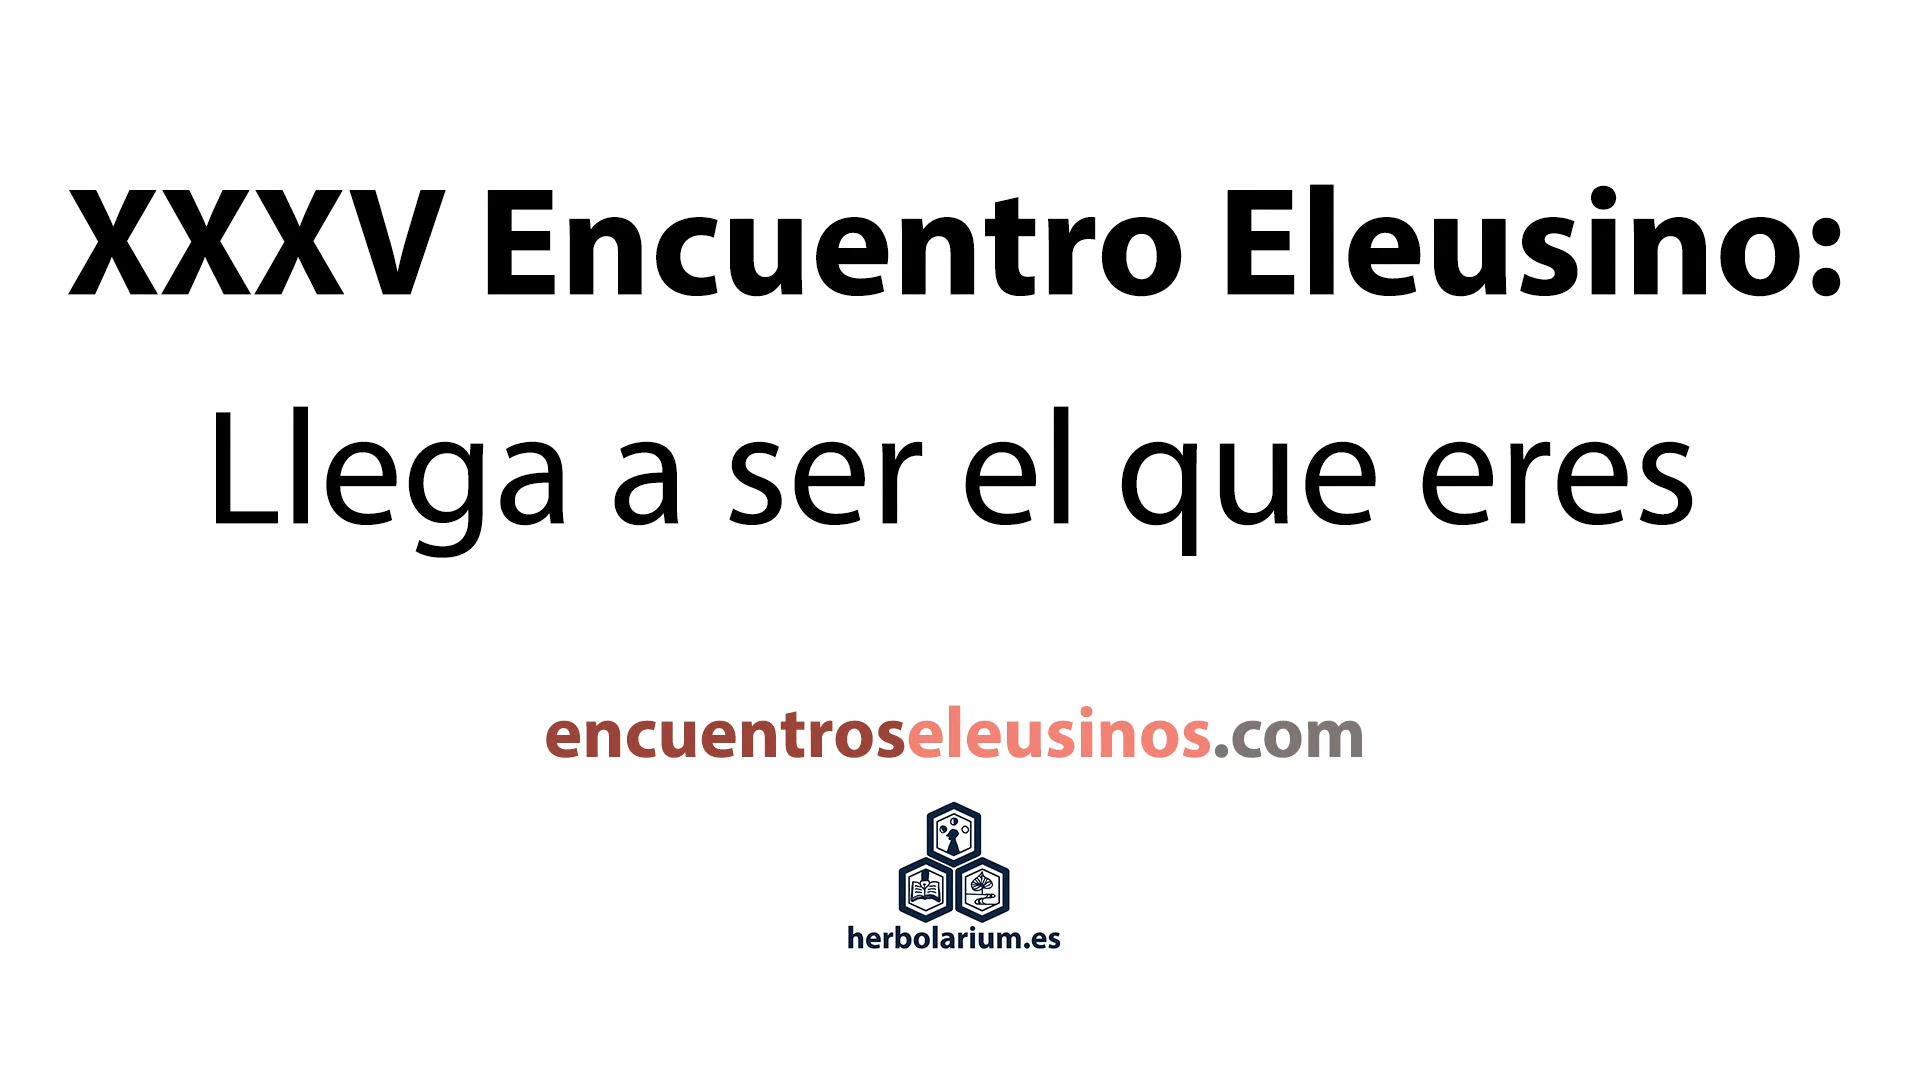 XXXV Encuentro Eleusino:
Llega a ser el que eres
encuentroseleusinos.com
herbolarium.es